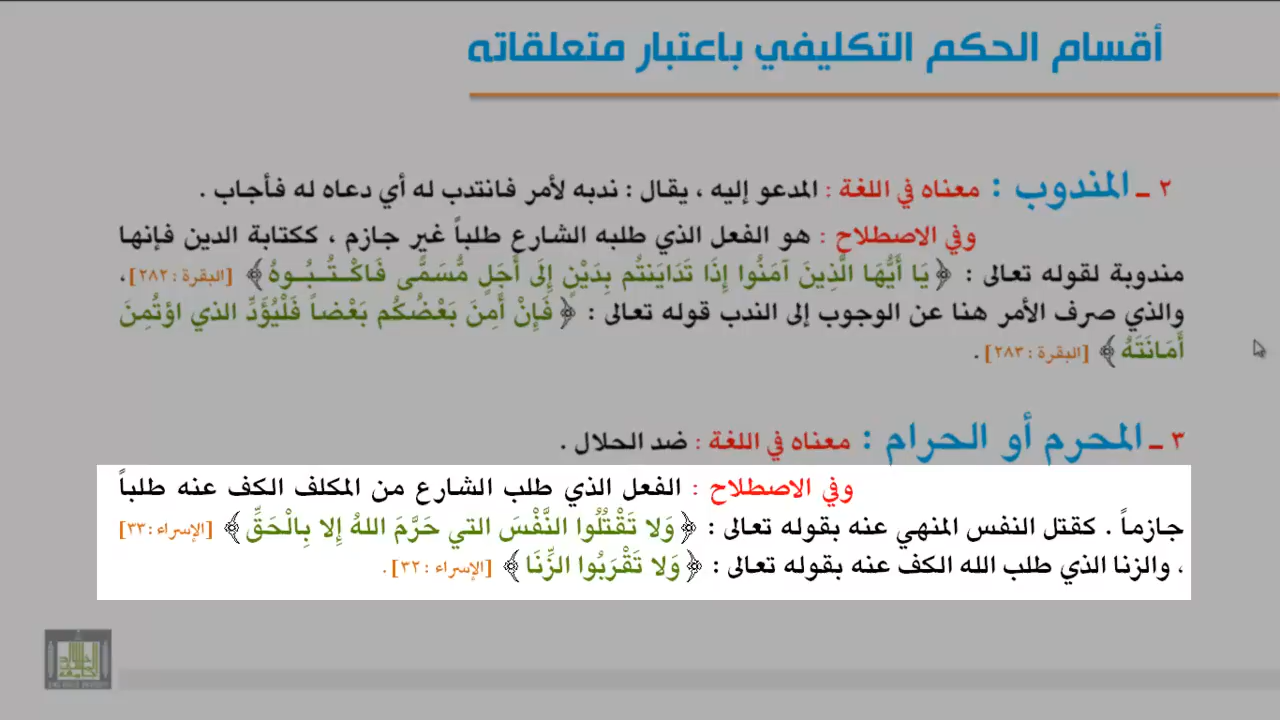 أقسام الحكم التكليفي باعتبار متعلقاته
٢ ـ المندوب : معناه في اللغة : المدعو إليه ، يقال : ندبه لأمر فانتدب له أي دعاه له فأجاب .
وفي الاصطلاح : هو الفعل الذي طلبه الشارع طلباً غير جازم ، ككتابة الدين فإنها
مندوبة لقوله تعالى : ﴿يَا أَيُّهَا الَّذِينَ آمَنُوا إِذَا تَدَايَنتُم بِدَيْنٍ إِلَى أَجَلٍ مُّسَمًّى فَاكْتُبُوهُ﴾ [البقرة : ٢٨٢] ،
والذي صرف الأمر هنا عن الوجوب إلى الندب قوله تعالى : ﴿فَإِنْ أَمِنَ بَعْضُكُم بَعْضاً فَلْيُؤَدِّ الذي اؤتُمِنَ
أَمَانَتَهُ﴾ [البقرة : ٢٨٣] .
٣ ـ المحرم أو الحرام : معناه في اللغة : ضد الحلال .
وفي الاصطلاح : الفعل الذي طلب الشارع من المكلف الكف عنه طلباً
جازماً . كقتل النفس المنهي عنه بقوله تعالى : ﴿وَلا تَقْتُلُوا النَّفْسَ التي حَرَّمَ اللهُ إِلا بِالْحَقِّ﴾ [الإسراء : ٣٣]
، والزنا الذي طلب الله الكف عنه بقوله تعالى : ﴿وَلا تَقْرَبُوا الزِّنَا﴾ [الإسراء : ٣٢] .